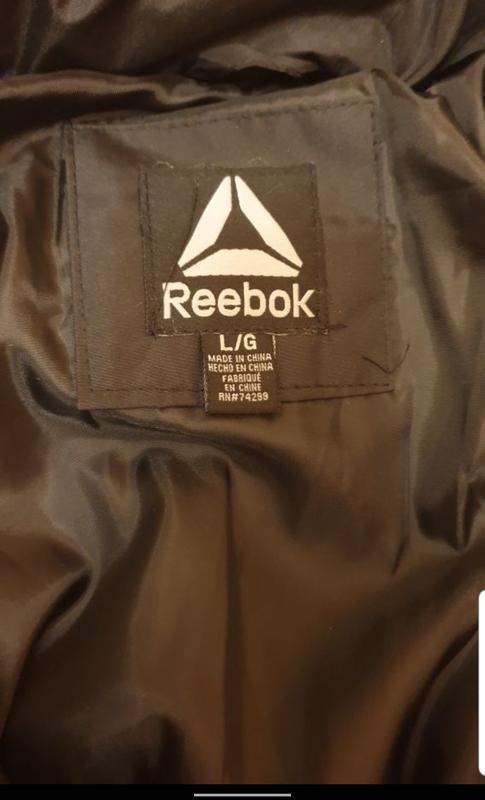 Reebok
L/G
MADE IN CHINA
HECHO EN CHINA
FABRIQUÉ
EN CHINE
RN#74299